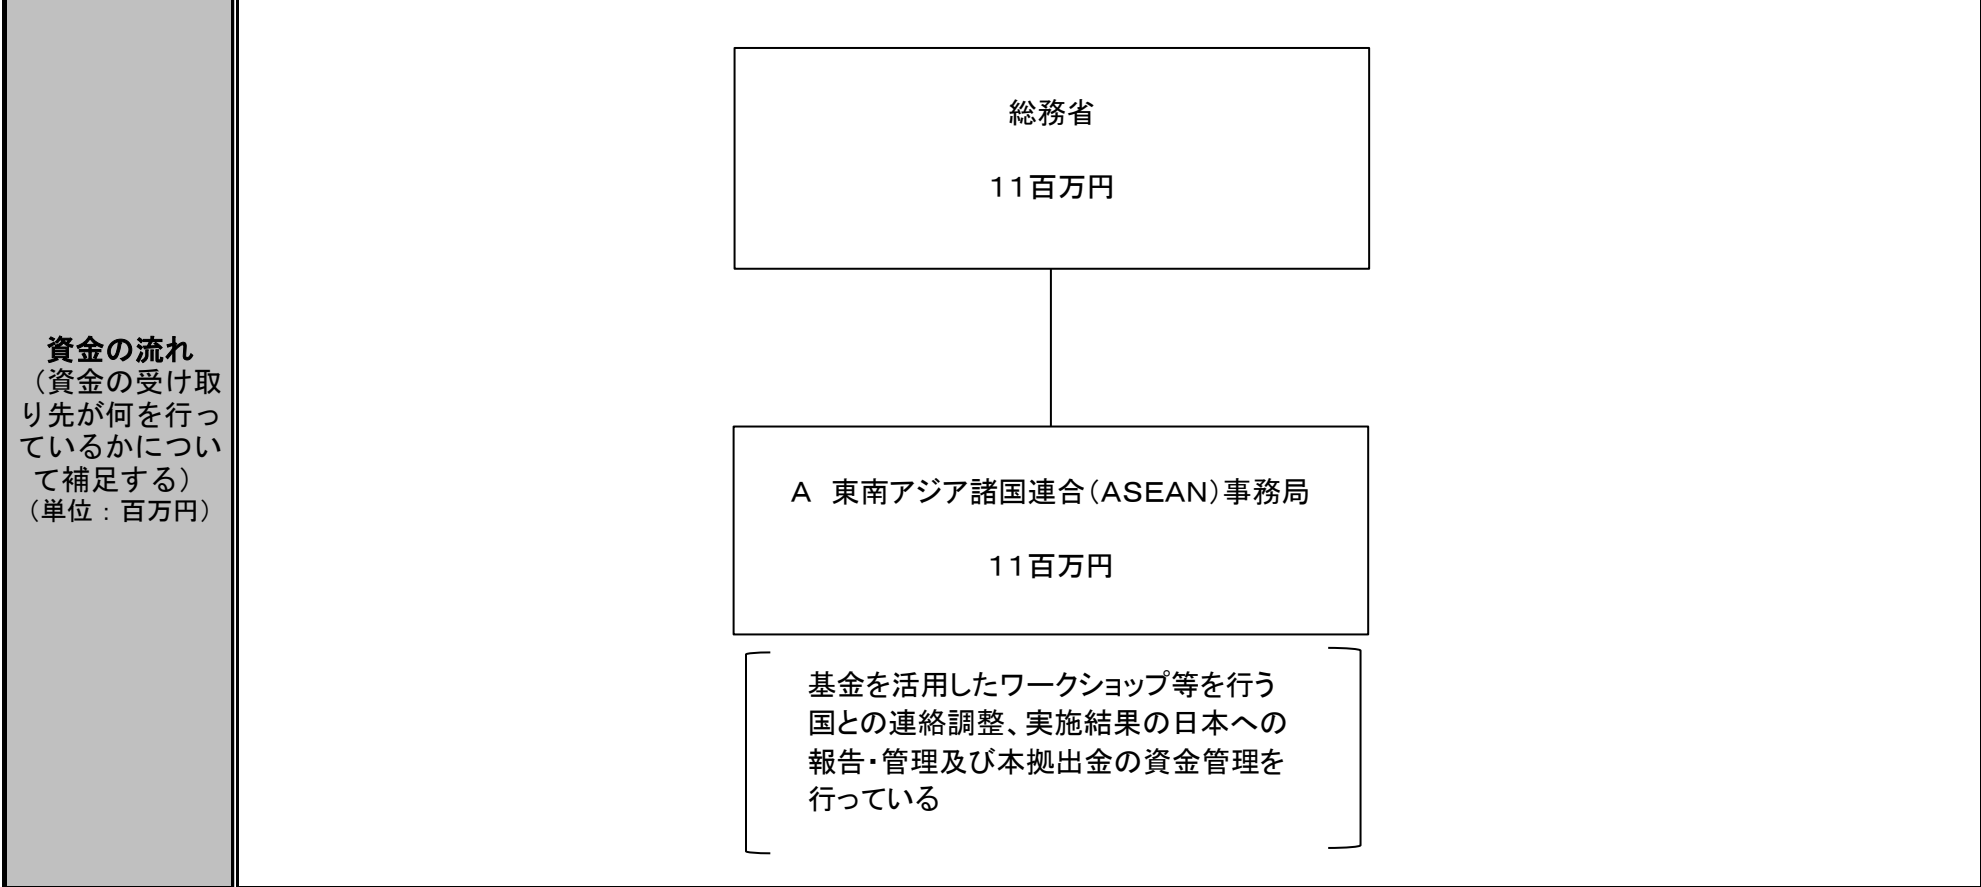 資金の流れ
（資金の受け取
り先が何を行っ
ているかについ
て補足する）
（単位：百万円）
総務省
１１百万円
Ａ　東南アジア諸国連合（ＡＳＥＡＮ）事務局
１１百万円
基金を活用したワークショップ等を行う
国との連絡調整、実施結果の日本への
報告・管理及び本拠出金の資金管理を
行っている